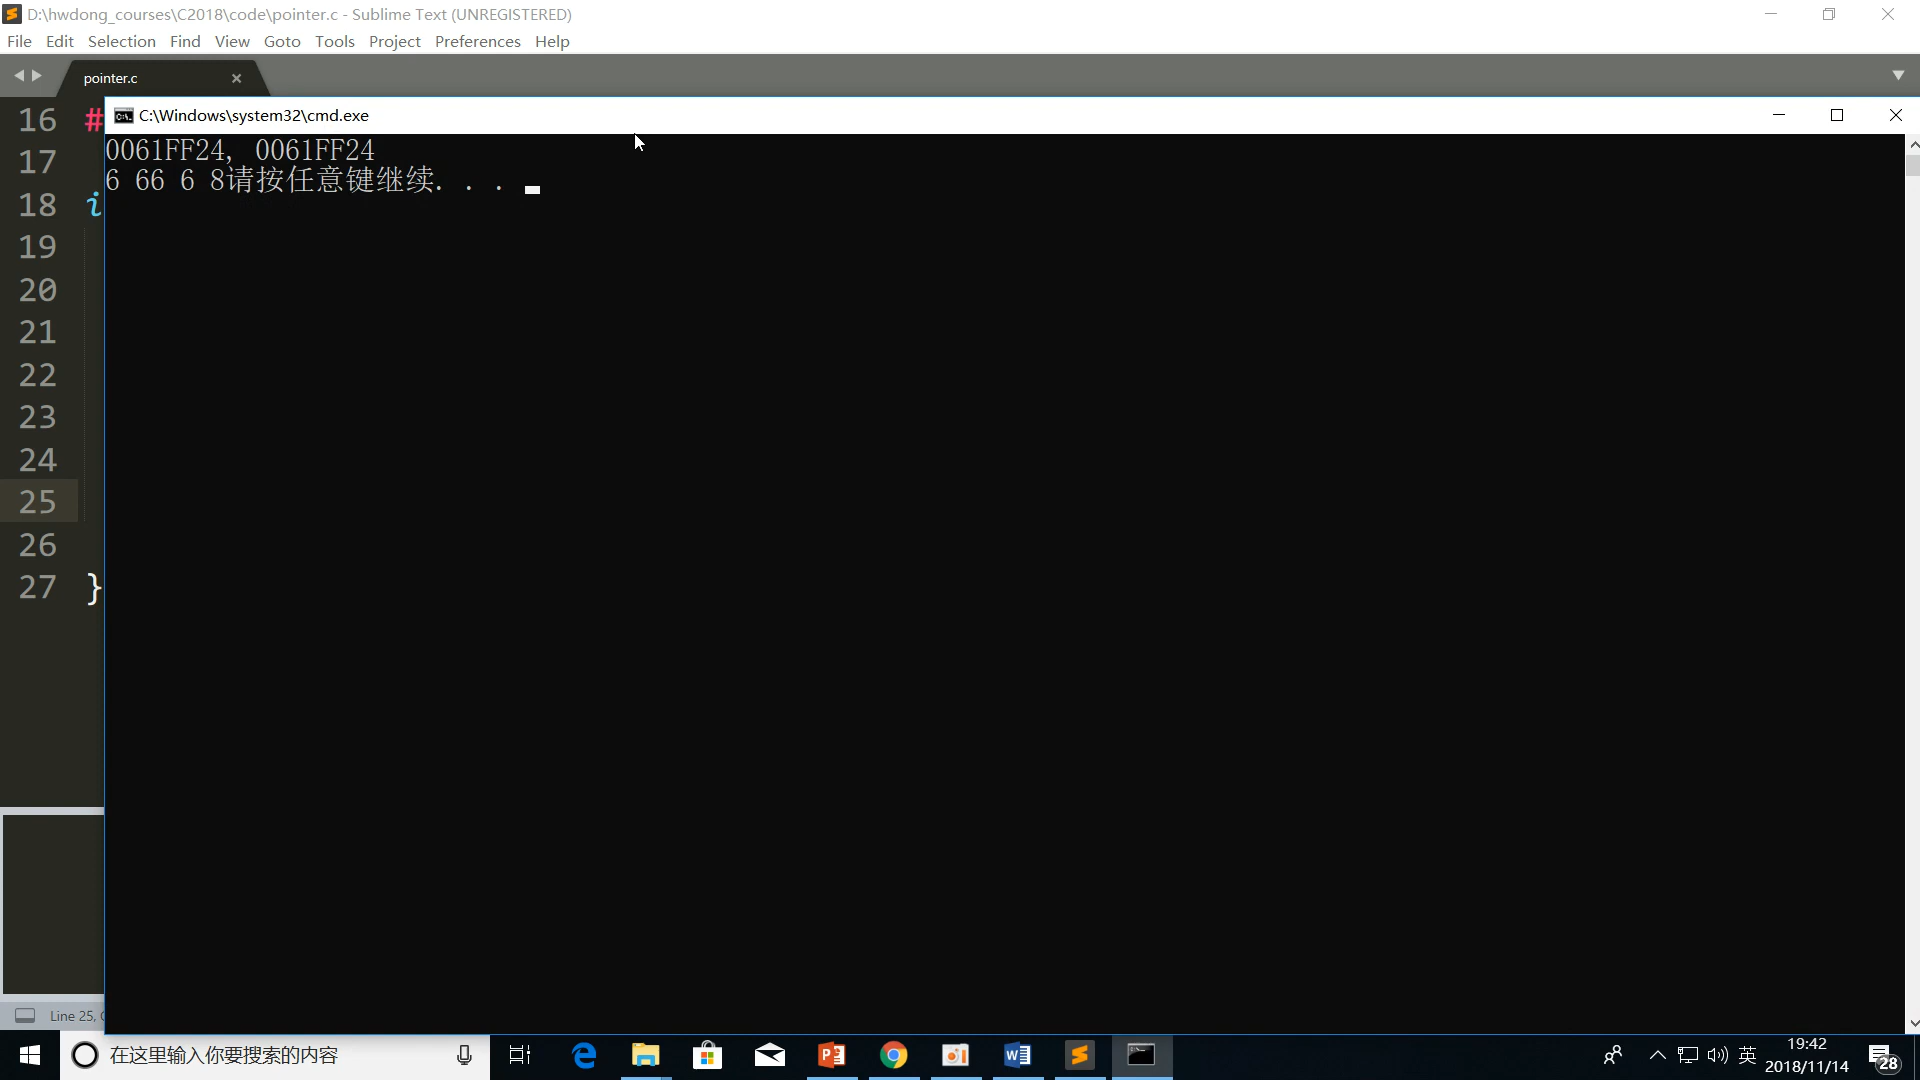 D:\hwdong_courses\C2018\code\pointer.c - Sublime Text (UNREGISTERED)
File Edit Selection Find View Goto Tools Project Preferences Help
pointer.c
C:\Windows\system32\cmd.exe
0061FF24, 0061FF24
6 66 6 8请按任意键继续. . .
16 #
17
18 i
19
20
21
22
23
24
25
26
27 }
Line 25,
在这里输入你要搜索的内容
英
19:42
2018/11/14
28